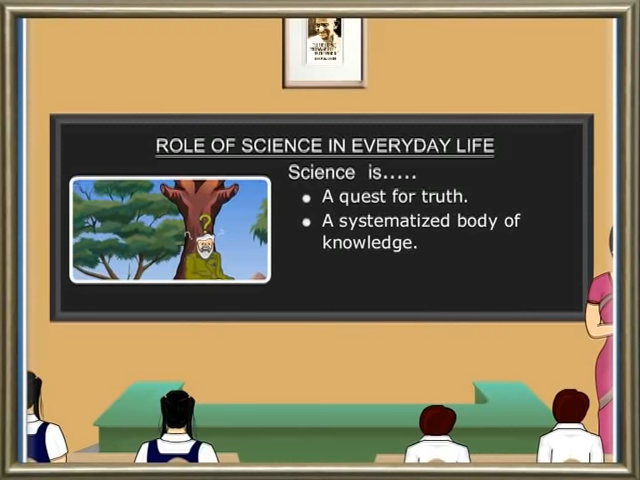 ROLE OF SCIENCE IN EVERYDAY LIFE
Science is.....
A quest for truth.
A systematized body of
knowledge.
?